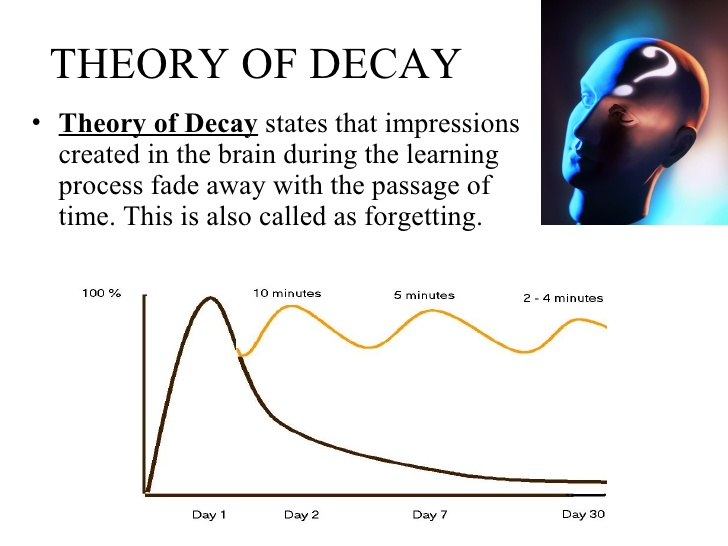 THEORY OF DECAY
• Theory of Decay states that impressions
created in the brain during the learning
process fade away with the passage of
time. This is also called as forgetting.
?
100 %
10 minutes
5 minutes
2 - 4 minutes
Day 1
Day 2
Day 7
Day 30